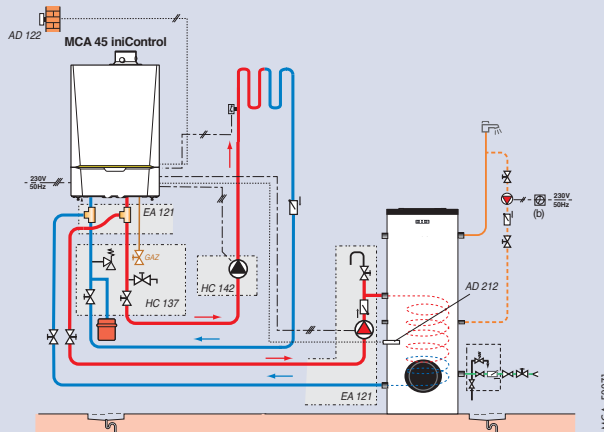 AD 122
MCA 45 iniControl
230V
50Hz
EA 121
GAZ
HC 137
HC 142
AD 212
230V
50Hz
(b)
EA 121